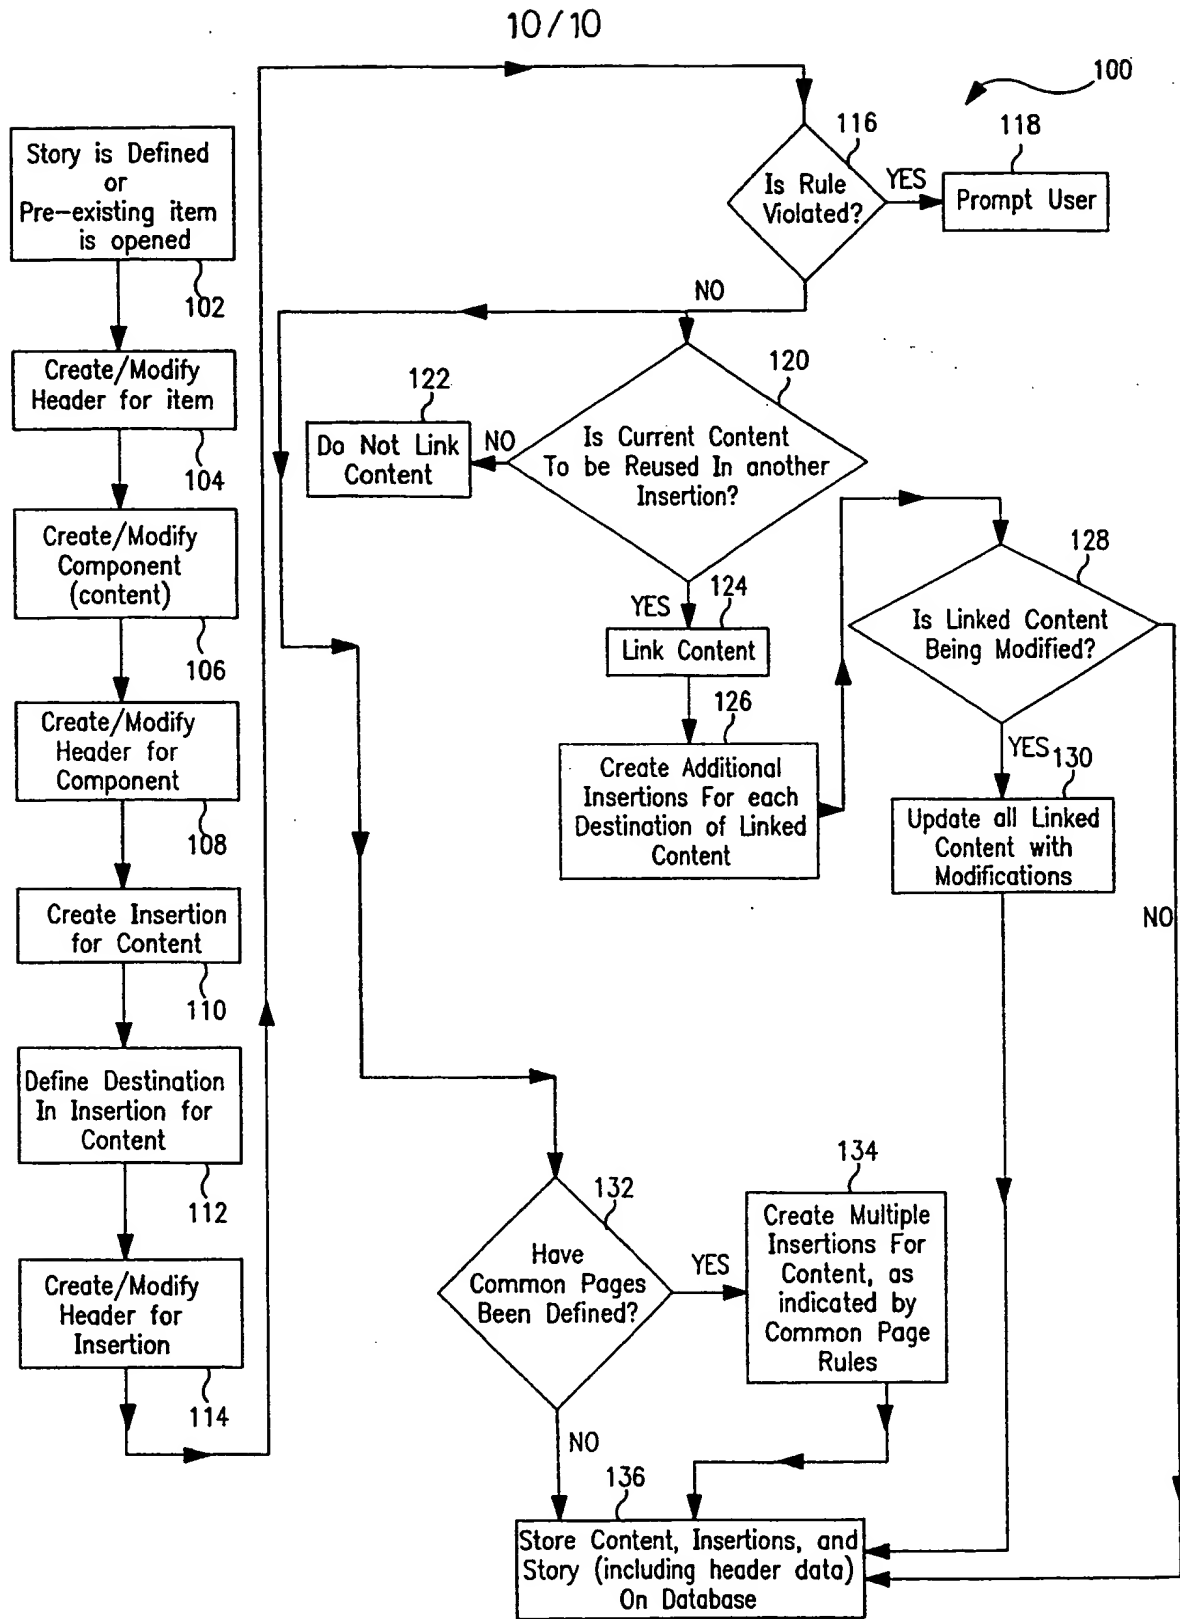 10/10
100
Story is Defined
or
Pre-existing item
is opened
102
Create/Modify
Header for item
104
Create/Modify
Component
(content)
106
Create/Modify
Header for
Component
108
Create Insertion
for Content
110
Define Destination
In Insertion for
Content
112
Create/Modify
Header for
Insertion
114
116
Is Rule
Violated?
YES
118
Prompt User
NO
120
Is Current Content
To be Reused In another
Insertion?
NO
122
Do Not Link
Content
YES
124
Link Content
126
Create Additional
Insertions For each
Destination of Linked
Content
128
Is Linked Content
Being Modified?
YES
130
Update all Linked
Content with
Modifications
NO
132
Have
Common Pages
Been Defined?
YES
134
Create Multiple
Insertions For
Content, as
indicated by
Common Page
Rules
NO
136
Store Content, Insertions, and
Story (including header data)
On Database